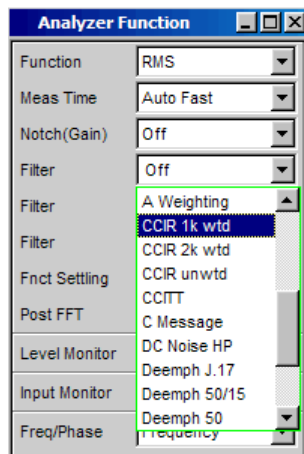 Analyzer Function
Function RMS
Meas Time Auto Fast
Notch(Gain) Off
Filter Off
Filter A Weighting
CCIR 1k wtd
Filter CCIR 2k wtd
CCIR unwtd
Fnct Settling CCITT
Post FFT C Message
DC Noise HP
Level Monitor Deemph J.17
Input Monitor Deemph 50/15
Deemph 50
Freq/Phase Frequency